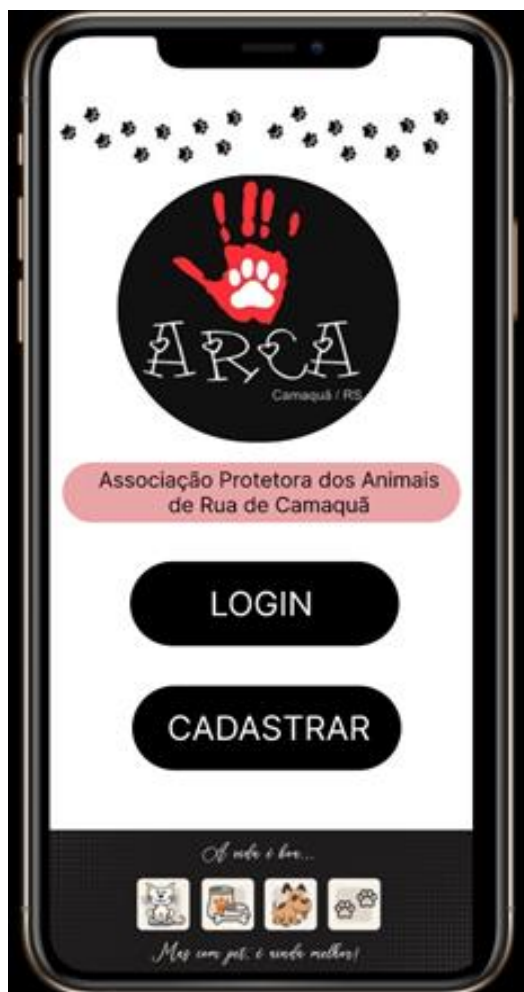 ARCA
Camaquã / RS
Associação Protetora dos Animais
de Rua de Camaquã
LOGIN
CADASTRAR
A vida é boa...
Mas com pet, é ainda melhor!